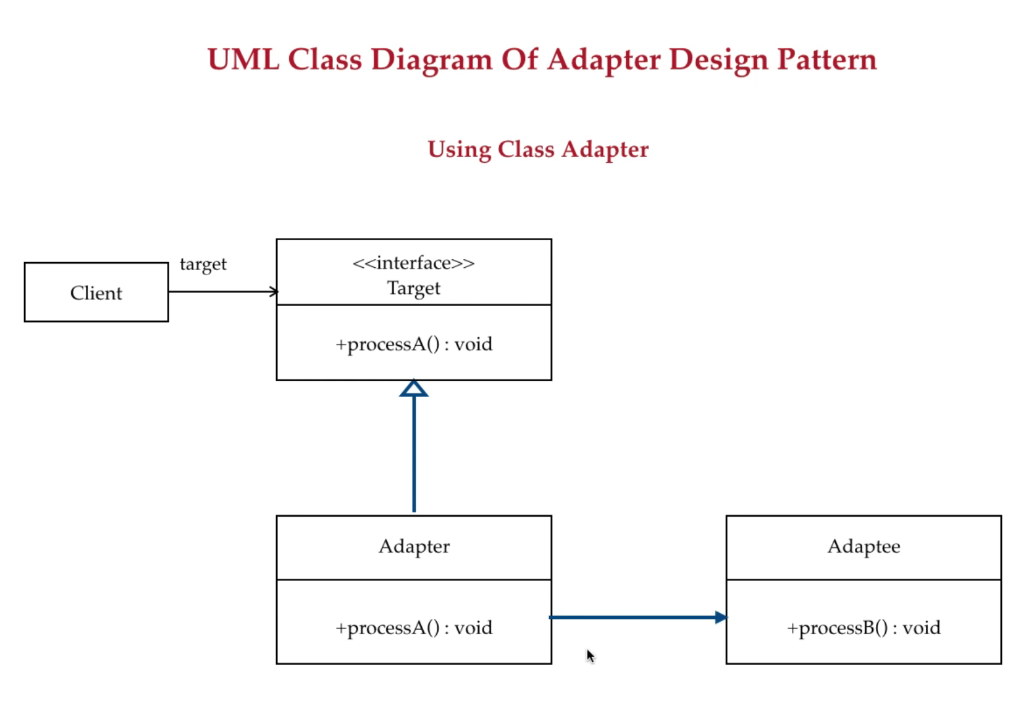 UML Class Diagram Of Adapter Design Pattern
Using Class Adapter
target
Client
<<interface>>
Target
+processA() : void
Adapter
+processA() : void
Adaptee
+processB() : void